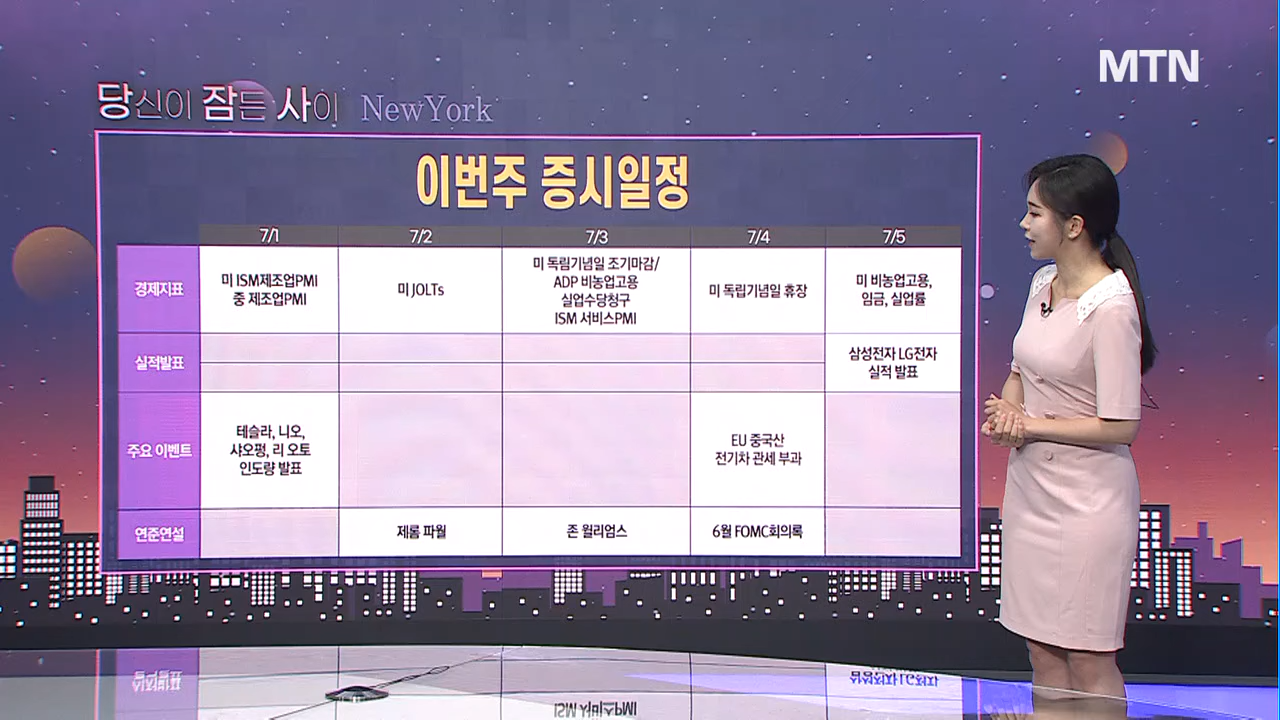 MTN
당신이 잠든 사이 NewYork
이번주 증시일정
7/1 7/2 7/3 7/4 7/5
경제지표
미 ISM제조업PMI
중 제조업PMI
미 JOLTs
미 독립기념일 조기마감/
ADP 비농업고용
실업수당청구
ISM 서비스PMI
미 독립기념일 휴장
미 비농업고용,
임금, 실업률
실적발표
삼성전자 LG전자
실적 발표
주요 이벤트
테슬라, 니오,
샤오펑, 리 오토
인도량 발표
EU 중국산
전기차 관세 부과
연준연설
제롬 파월
존 윌리엄스
6월 FOMC회의록